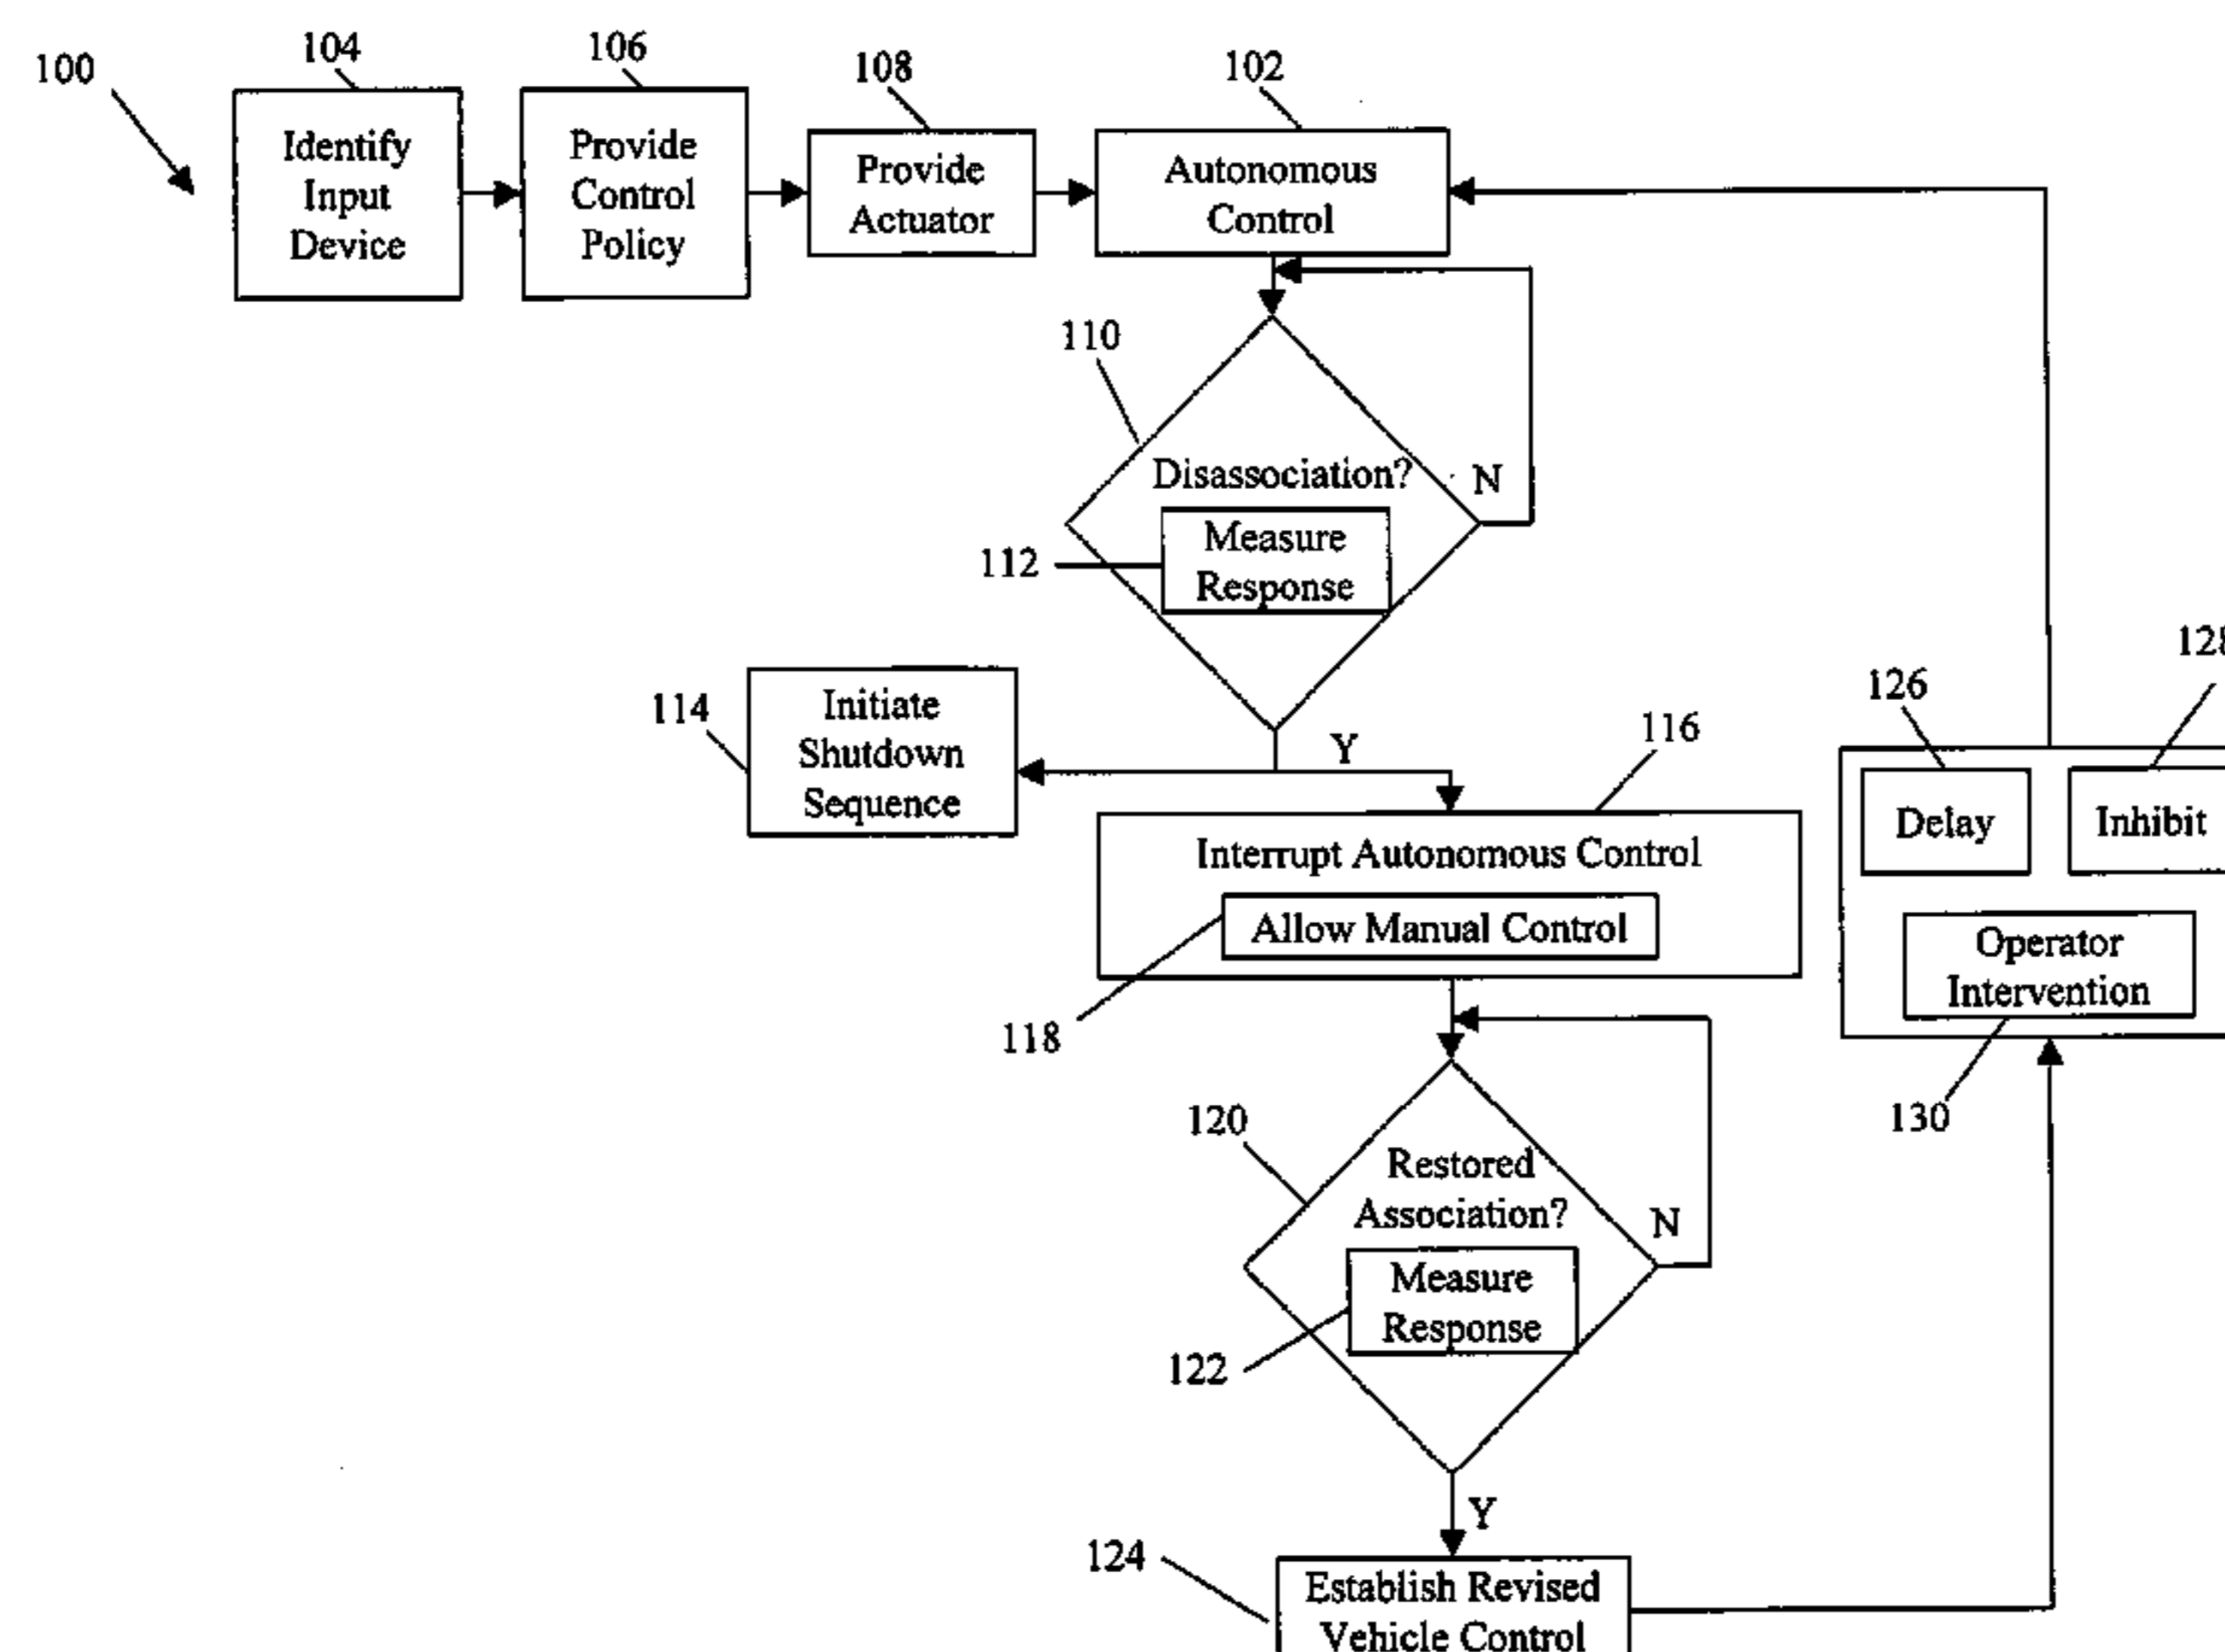 100
104
106
108
102
Identify
Input
Device
Provide
Control
Policy
Provide
Actuator
Autonomous
Control
110
Disassociation?
N
112
Measure
Response
114
Initiate
Shutdown
Sequence
Y
116
Interrupt Autonomous Control
Allow Manual Control
118
126
128
Delay
Inhibit
Operator
Intervention
130
120
Restored
Association?
N
122
Measure
Response
Y
124
Establish Revised
Vehicle Control